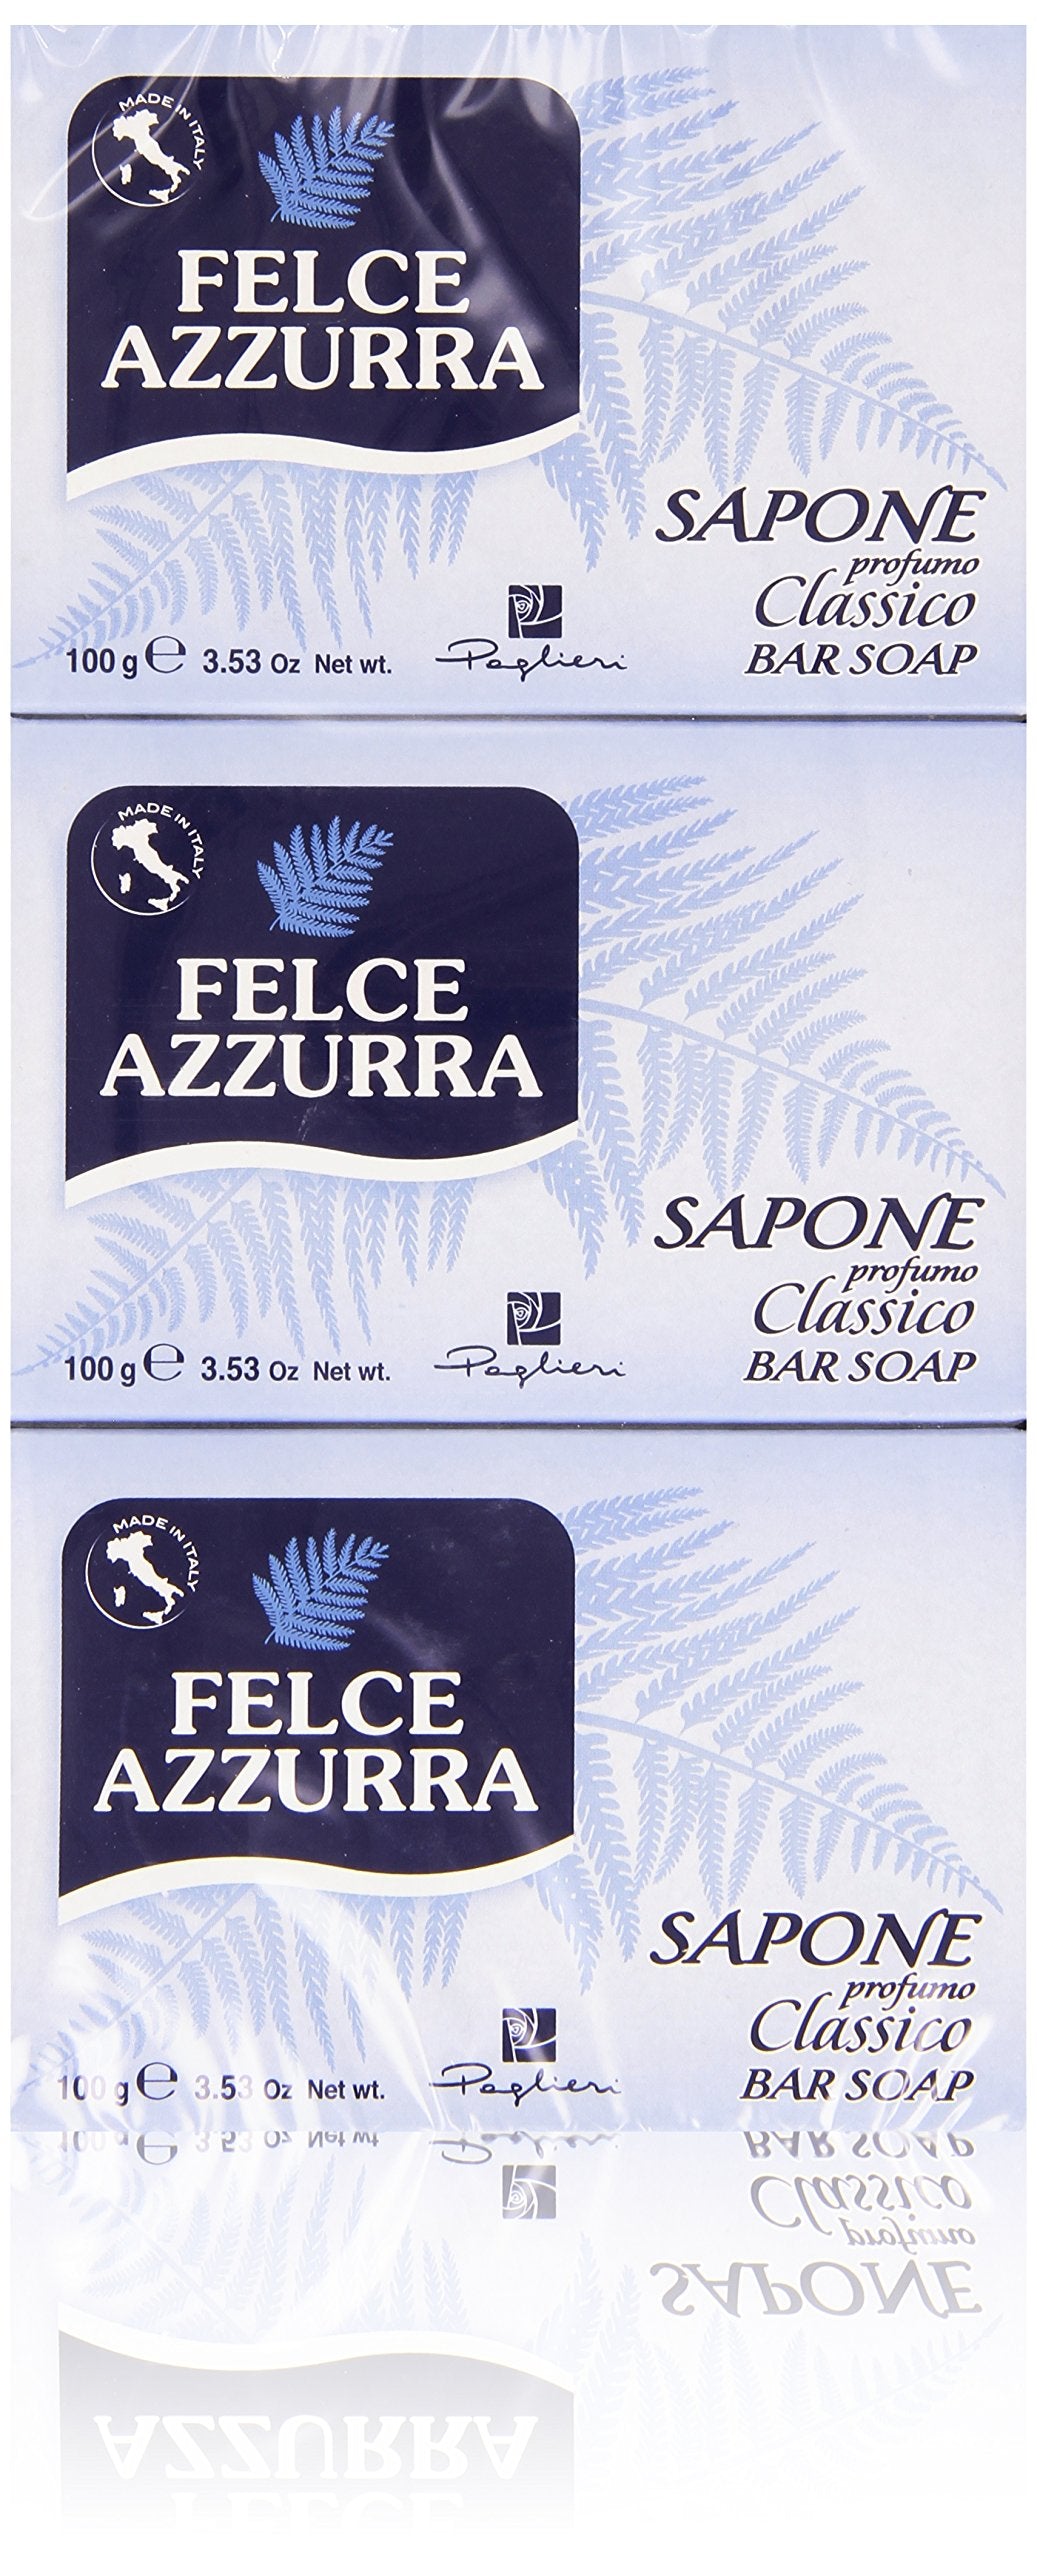 MADE IN ITALY
FELCE
AZZURRA
SAPONE
profumo
Classico
BAR SOAP
100 g e 3.53 Oz Net wt.
Paglieri
MADE IN ITALY
FELCE
AZZURRA
SAPONE
profumo
Classico
BAR SOAP
100 g e 3.53 Oz Net wt.
Paglieri
MADE IN ITALY
FELCE
AZZURRA
SAPONE
profumo
Classico
BAR SOAP
100 g e 3.53 Oz Net wt.
Paglieri